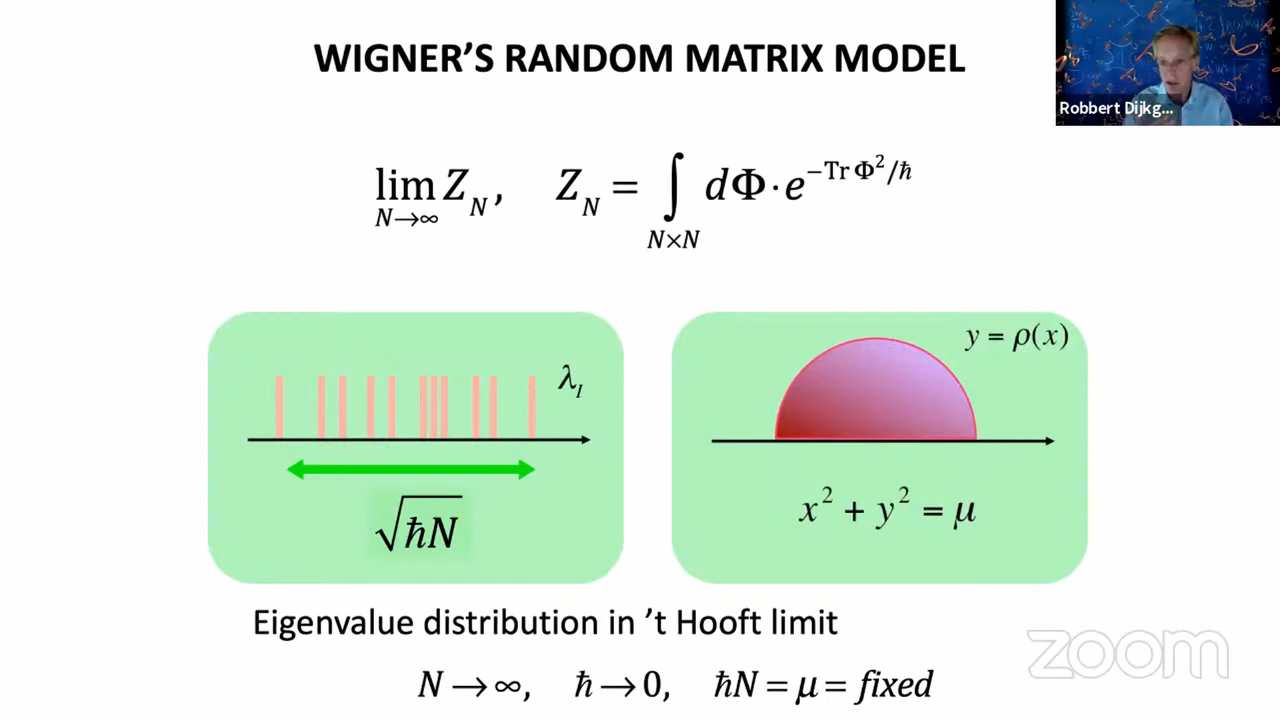 WIGNER'S RANDOM MATRIX MODEL
Robbert Dijkg...
lim_{N→∞} Z_N, Z_N = ∫_{N×N} dΦ·e^{-Tr Φ²/ħ}
λ_I
√ħN
y = ρ(x)
x² + y² = μ
Eigenvalue distribution in 't Hooft limit
N → ∞, ħ → 0, ħN = μ = fixed
zoom